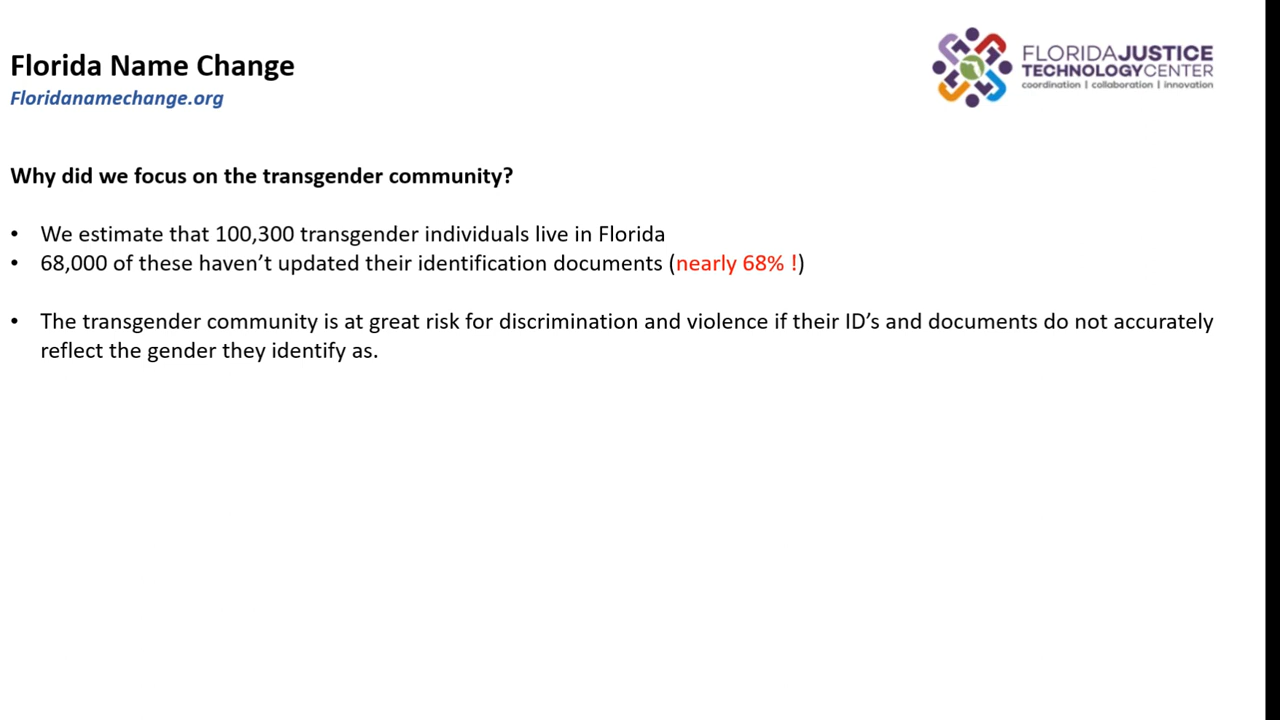 Florida Name Change
Floridanamechange.org
FLORIDAJUSTICE
TECHNOLOGYCENTER
coordination | collaboration | innovation
Why did we focus on the transgender community?
• We estimate that 100,300 transgender individuals live in Florida
• 68,000 of these haven’t updated their identification documents (nearly 68% !)
• The transgender community is at great risk for discrimination and violence if their ID’s and documents do not accurately
reflect the gender they identify as.